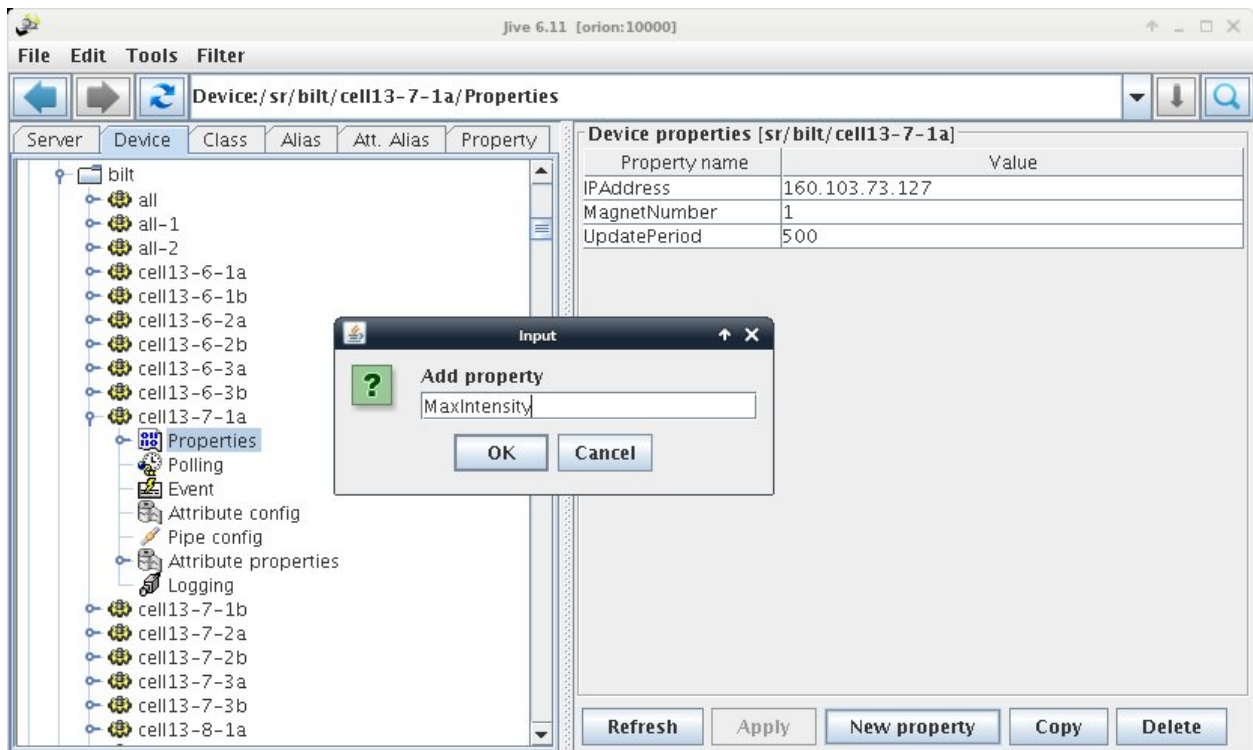 Jive 6.11 [orion:10000]
File Edit Tools Filter
Device:/sr/bilt/cell13-7-1a/Properties
Server Device Class Alias Att. Alias Property
bilt
all
all-1
all-2
cell13-6-1a
cell13-6-1b
cell13-6-2a
cell13-6-2b
cell13-6-3a
cell13-6-3b
cell13-7-1a
Properties
Polling
Event
Attribute config
Pipe config
Attribute properties
Logging
cell13-7-1b
cell13-7-2a
cell13-7-2b
cell13-7-3a
cell13-7-3b
cell13-8-1a
Device properties [sr/bilt/cell13-7-1a]
Property name Value
IPAddress 160.103.73.127
MagnetNumber 1
UpdatePeriod 500
Input
Add property
MaxIntensity
OK Cancel
Refresh Apply New property Copy Delete